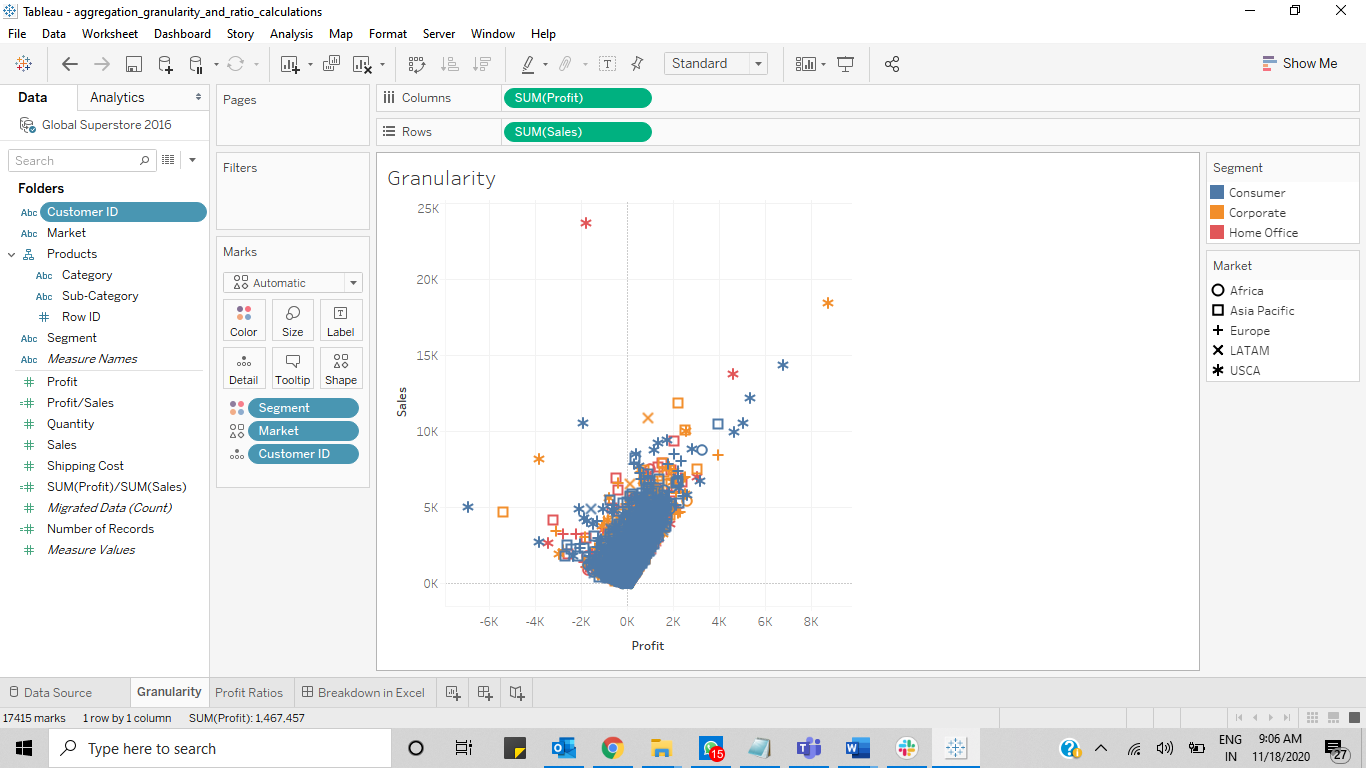 Tableau - aggregation_granularity_and_ratio_calculations
File Data Worksheet Dashboard Story Analysis Map Format Server Window Help
Standard
Show Me
Data Analytics
Global Superstore 2016
Search
Folders
Abc Customer ID
Abc Market
Products
Abc Category
Abc Sub-Category
# Row ID
Abc Segment
Abc Measure Names
# Profit
=# Profit/Sales
# Quantity
# Sales
# Shipping Cost
=# SUM(Profit)/SUM(Sales)
# Migrated Data (Count)
=# Number of Records
# Measure Values
Pages
Filters
Marks
Automatic
Color Size Label
Detail Tooltip Shape
Segment
Market
Customer ID
Columns SUM(Profit)
Rows SUM(Sales)
Granularity
25K
20K
15K
10K
5K
0K
Sales
-6K -4K -2K 0K 2K 4K 6K 8K
Profit
Segment
Consumer
Corporate
Home Office
Market
Africa
Asia Pacific
Europe
LATAM
USCA
Data Source Granularity Profit Ratios Breakdown in Excel
17415 marks 1 row by 1 column SUM(Profit): 1,467,457
Type here to search
15
ENG
IN
9:06 AM
11/18/2020
27